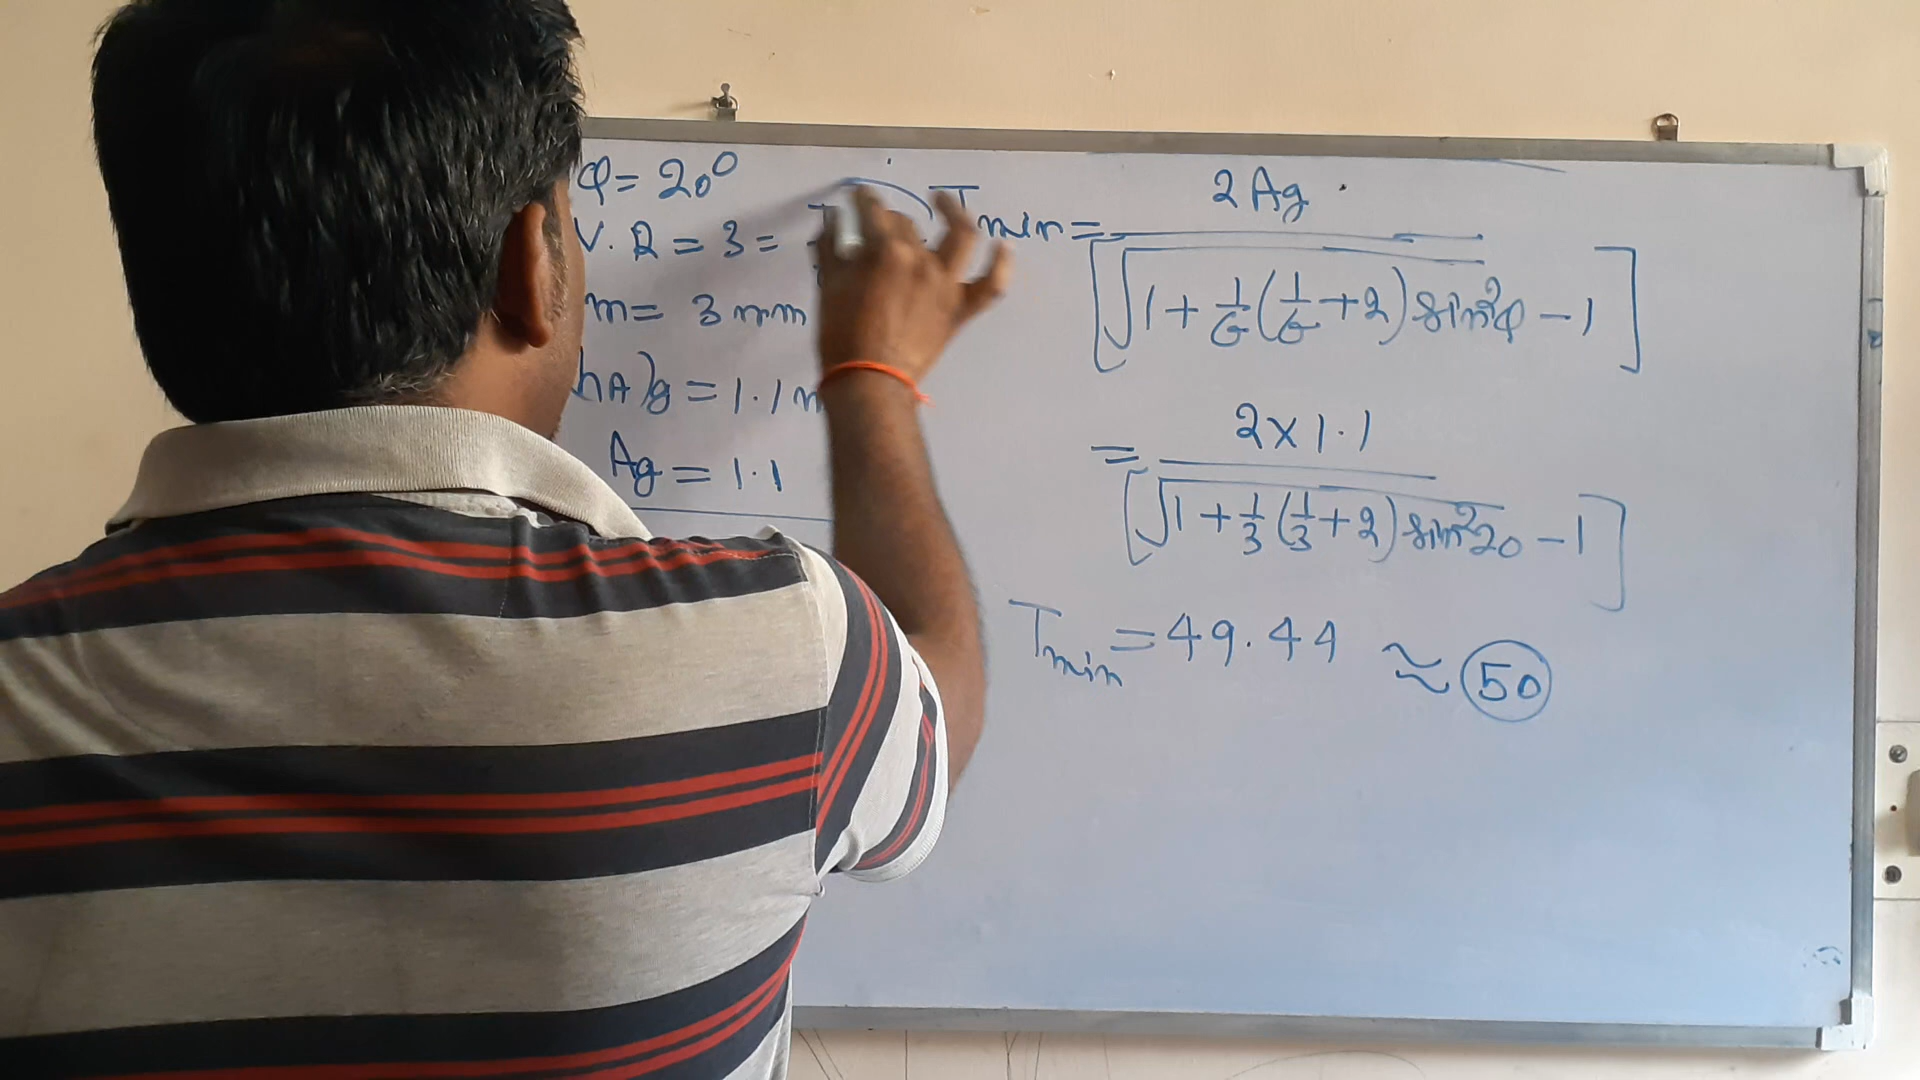 φ = 20°
V.R = 3 =
m = 3 mm
hA)g = 1.1 m
Ag = 1.1
Tmin = 2Ag / [√1 + 1/G (1/G + 2) sin²φ - 1]
= 2 × 1.1 / [√1 + 1/3 (1/3 + 2) sin²20 - 1]
Tmin = 49.44 ≈ 50